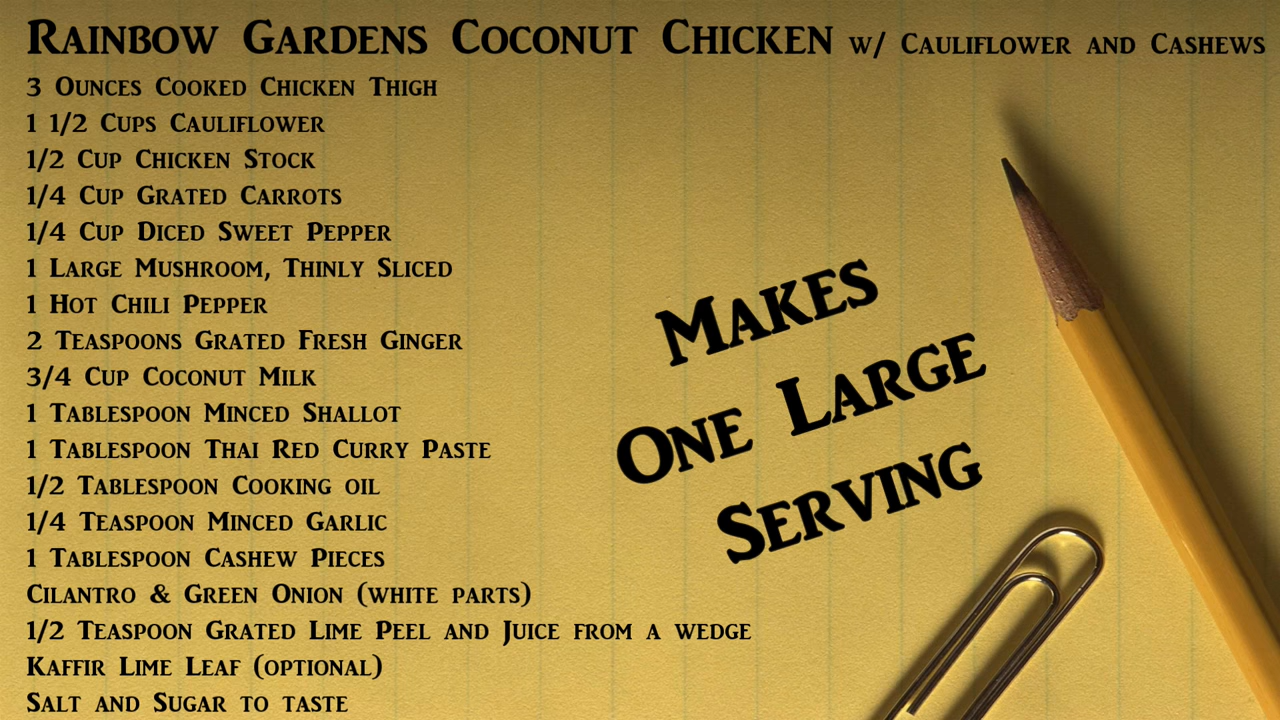 Rainbow Gardens Coconut Chicken w/ Cauliflower and Cashews
3 Ounces Cooked Chicken Thigh
1 1/2 Cups Cauliflower
1/2 Cup Chicken Stock
1/4 Cup Grated Carrots
1/4 Cup Diced Sweet Pepper
1 Large Mushroom, Thinly Sliced
1 Hot Chili Pepper
2 Teaspoons Grated Fresh Ginger
3/4 Cup Coconut Milk
1 Tablespoon Minced Shallot
1 Tablespoon Thai Red Curry Paste
1/2 Tablespoon Cooking oil
1/4 Teaspoon Minced Garlic
1 Tablespoon Cashew Pieces
Cilantro & Green Onion (white parts)
1/2 Teaspoon Grated Lime Peel and Juice from a wedge
Kaffir Lime Leaf (optional)
Salt and Sugar to taste
Makes
One Large
Serving